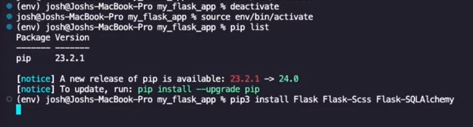 (env) josh@Joshs-MacBook-Pro my_flask_app % deactivate
josh@Joshs-MacBook-Pro my_flask_app % source env/bin/activate
(env) josh@Joshs-MacBook-Pro my_flask_app % pip list
Package Version
------- -------
pip     23.2.1

[notice] A new release of pip is available: 23.2.1 -> 24.0
[notice] To update, run: pip install --upgrade pip
(env) josh@Joshs-MacBook-Pro my_flask_app % pip3 install Flask Flask-Scss Flask-SQLAlchemy